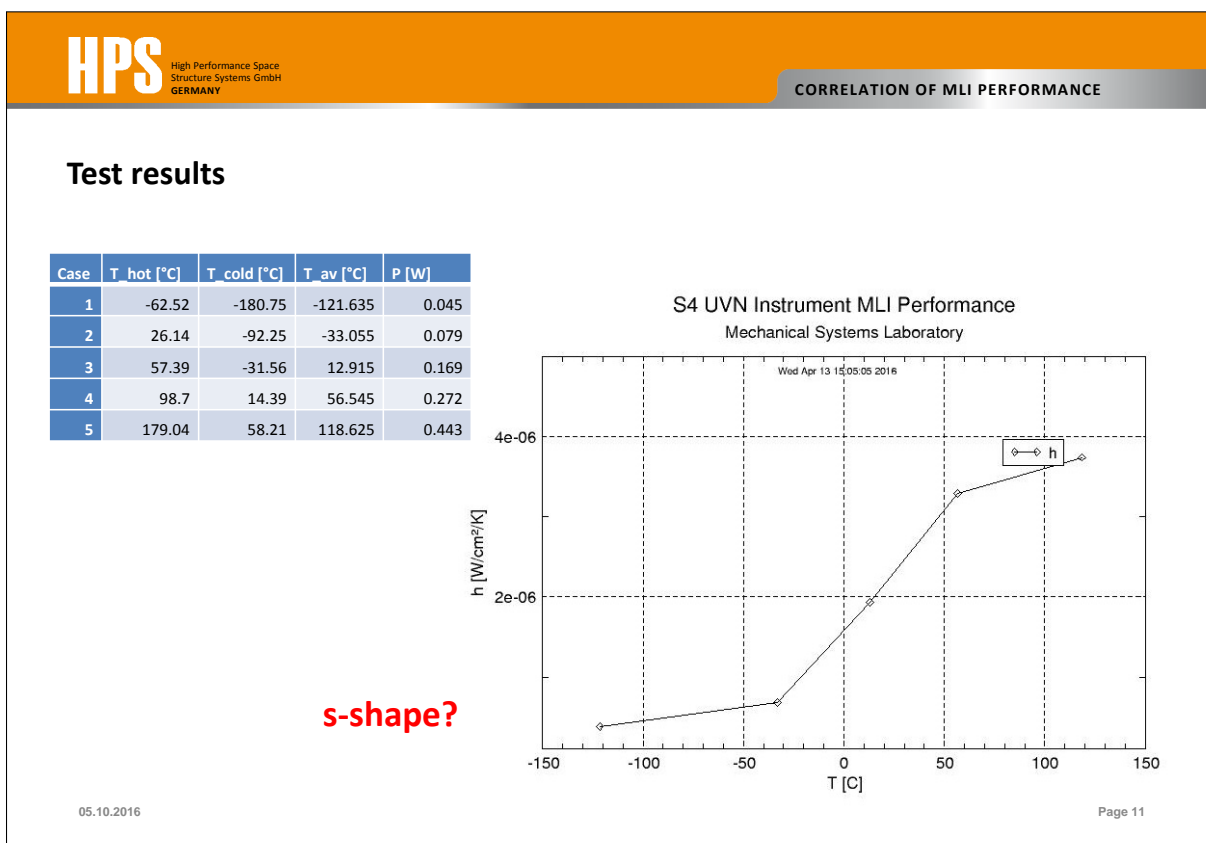 HPS
High Performance Space
Structure Systems GmbH
GERMANY
CORRELATION OF MLI PERFORMANCE
Test results
Case T_hot [°C] T_cold [°C] T_av [°C] P [W]
1 -62.52 -180.75 -121.635 0.045
2 26.14 -92.25 -33.055 0.079
3 57.39 -31.56 12.915 0.169
4 98.7 14.39 56.545 0.272
5 179.04 58.21 118.625 0.443
S4 UVN Instrument MLI Performance
Mechanical Systems Laboratory
Wed Apr 13 15:05:05 2016
4e-06
h
h [W/cm²/K]
2e-06
-150 -100 -50 0 50 100 150
T [C]
s-shape?
05.10.2016
Page 11